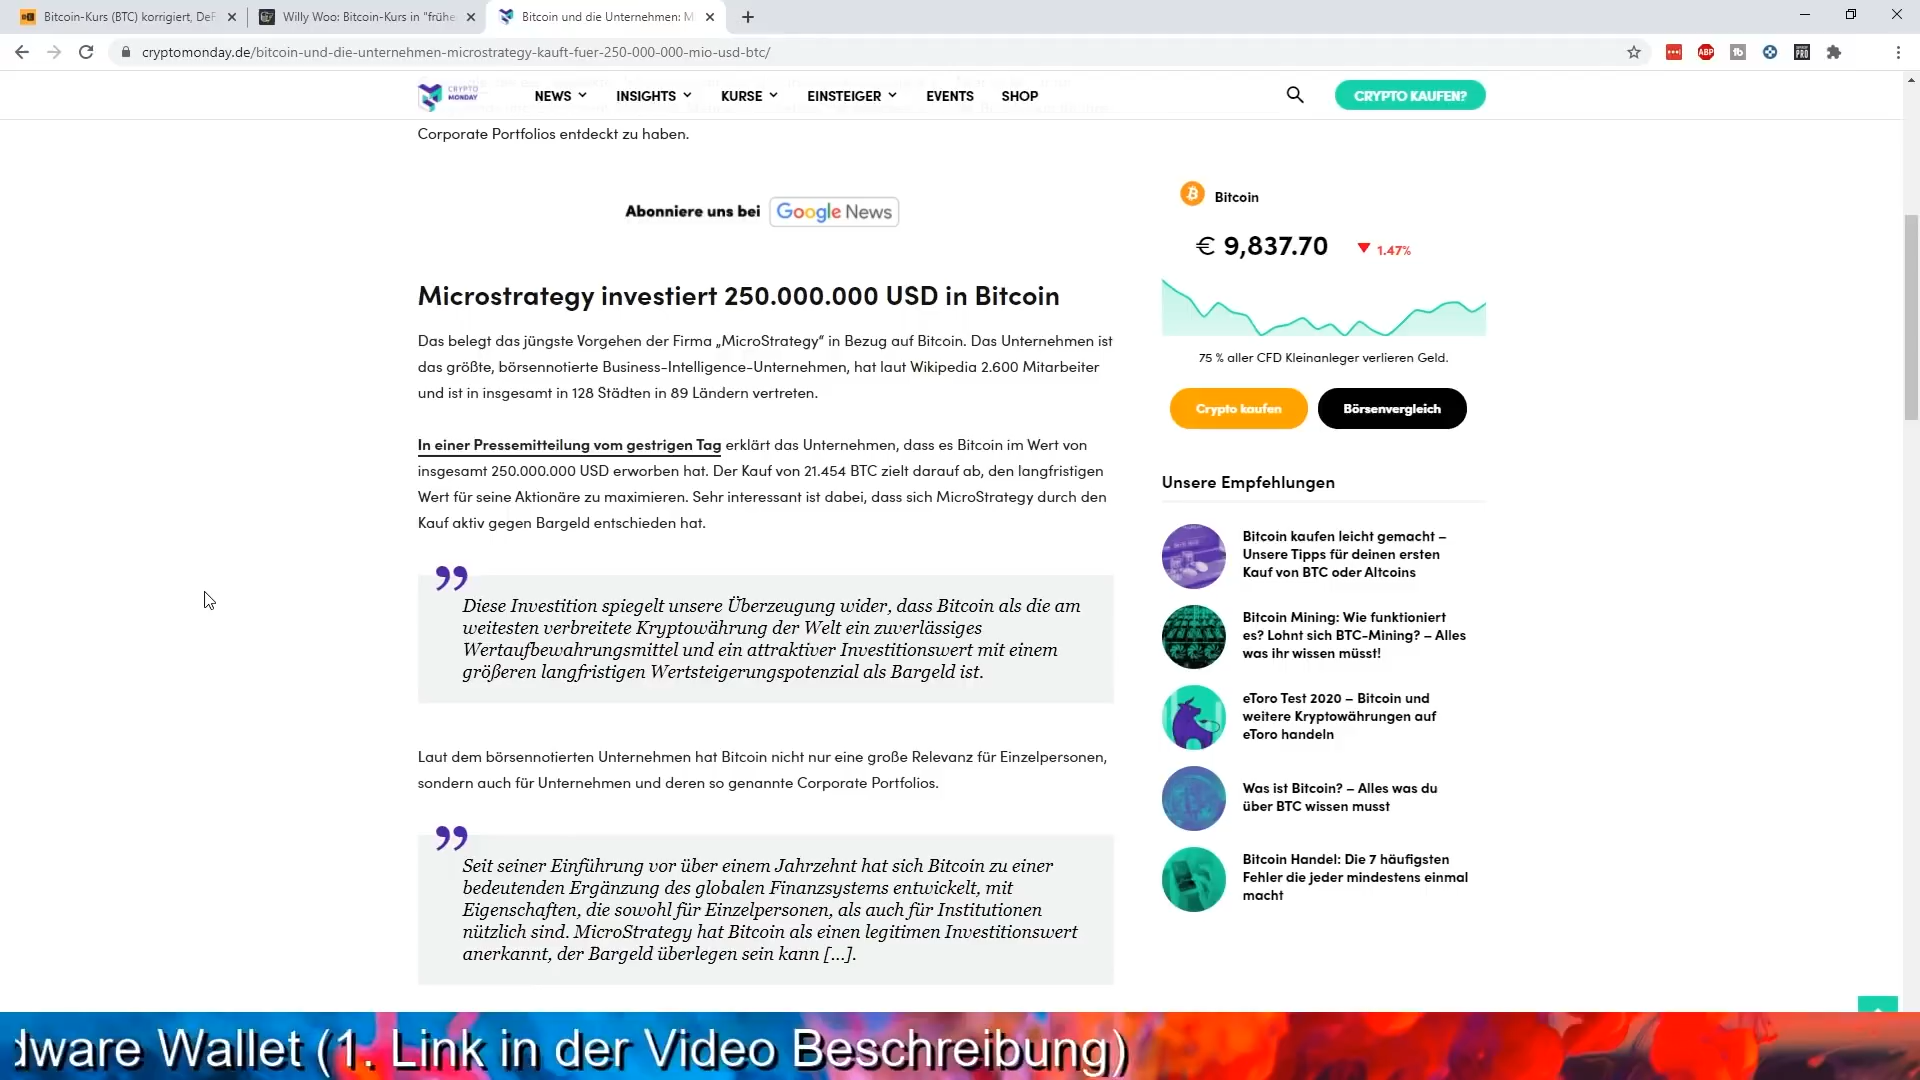 Bitcoin-Kurs (BTC) korrigiert, DeF
Willy Woo: Bitcoin-Kurs in "frühe
Bitcoin und die Unternehmen: M
cryptomonday.de/bitcoin-und-die-unternehmen-microstrategy-kauft-fuer-250-000-000-mio-usd-btc/
ABP
CRYPTO
MONDAY
NEWS
INSIGHTS
KURSE
EINSTEIGER
EVENTS
SHOP
CRYPTO KAUFEN?
Corporate Portfolios entdeckt zu haben.
Abonniere uns bei Google News
Microstrategy investiert 250.000.000 USD in Bitcoin
Das belegt das jüngste Vorgehen der Firma „MicroStrategy“ in Bezug auf Bitcoin. Das Unternehmen ist
das größte, börsennotierte Business-Intelligence-Unternehmen, hat laut Wikipedia 2.600 Mitarbeiter
und ist in insgesamt in 128 Städten in 89 Ländern vertreten.
In einer Pressemitteilung vom gestrigen Tag erklärt das Unternehmen, dass es Bitcoin im Wert von
insgesamt 250.000.000 USD erworben hat. Der Kauf von 21.454 BTC zielt darauf ab, den langfristigen
Wert für seine Aktionäre zu maximieren. Sehr interessant ist dabei, dass sich MicroStrategy durch den
Kauf aktiv gegen Bargeld entschieden hat.
”
Diese Investition spiegelt unsere Überzeugung wider, dass Bitcoin als die am
weitesten verbreitete Kryptowährung der Welt ein zuverlässiges
Wertaufbewahrungsmittel und ein attraktiver Investitionswert mit einem
größeren langfristigen Wertsteigerungspotenzial als Bargeld ist.
Laut dem börsennotierten Unternehmen hat Bitcoin nicht nur eine große Relevanz für Einzelpersonen,
sondern auch für Unternehmen und deren so genannte Corporate Portfolios.
”
Seit seiner Einführung vor über einem Jahrzehnt hat sich Bitcoin zu einer
bedeutenden Ergänzung des globalen Finanzsystems entwickelt, mit
Eigenschaften, die sowohl für Einzelpersonen, als auch für Institutionen
nützlich sind. MicroStrategy hat Bitcoin als einen legitimen Investitionswert
anerkannt, der Bargeld überlegen sein kann [...].
Bitcoin
€ 9,837.70 ▼ 1.47%
75 % aller CFD Kleinanleger verlieren Geld.
Crypto kaufen
Börsenvergleich
Unsere Empfehlungen
Bitcoin kaufen leicht gemacht –
Unsere Tipps für deinen ersten
Kauf von BTC oder Altcoins
Bitcoin Mining: Wie funktioniert
es? Lohnt sich BTC-Mining? – Alles
was ihr wissen müsst!
eToro Test 2020 – Bitcoin und
weitere Kryptowährungen auf
eToro handeln
Was ist Bitcoin? – Alles was du
über BTC wissen musst
Bitcoin Handel: Die 7 häufigsten
Fehler die jeder mindestens einmal
macht
dware Wallet (1. Link in der Video Beschreibung)